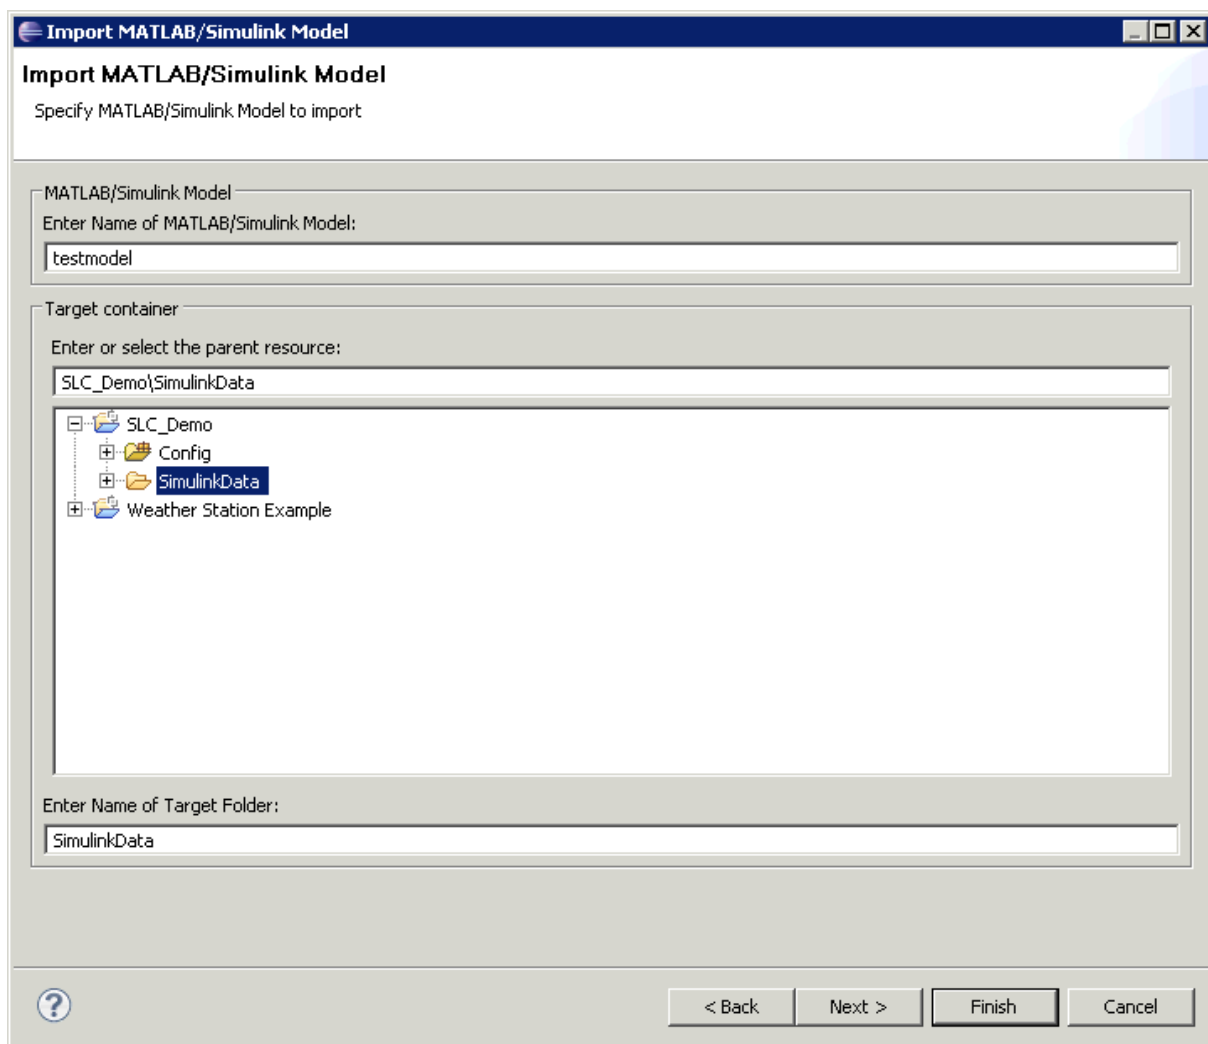 Import MATLAB/Simulink Model
Import MATLAB/Simulink Model
Specify MATLAB/Simulink Model to import
MATLAB/Simulink Model
Enter Name of MATLAB/Simulink Model:
testmodel
Target container
Enter or select the parent resource:
SLC_Demo\SimulinkData
SLC_Demo
Config
SimulinkData
Weather Station Example
Enter Name of Target Folder:
SimulinkData
? < Back Next > Finish Cancel